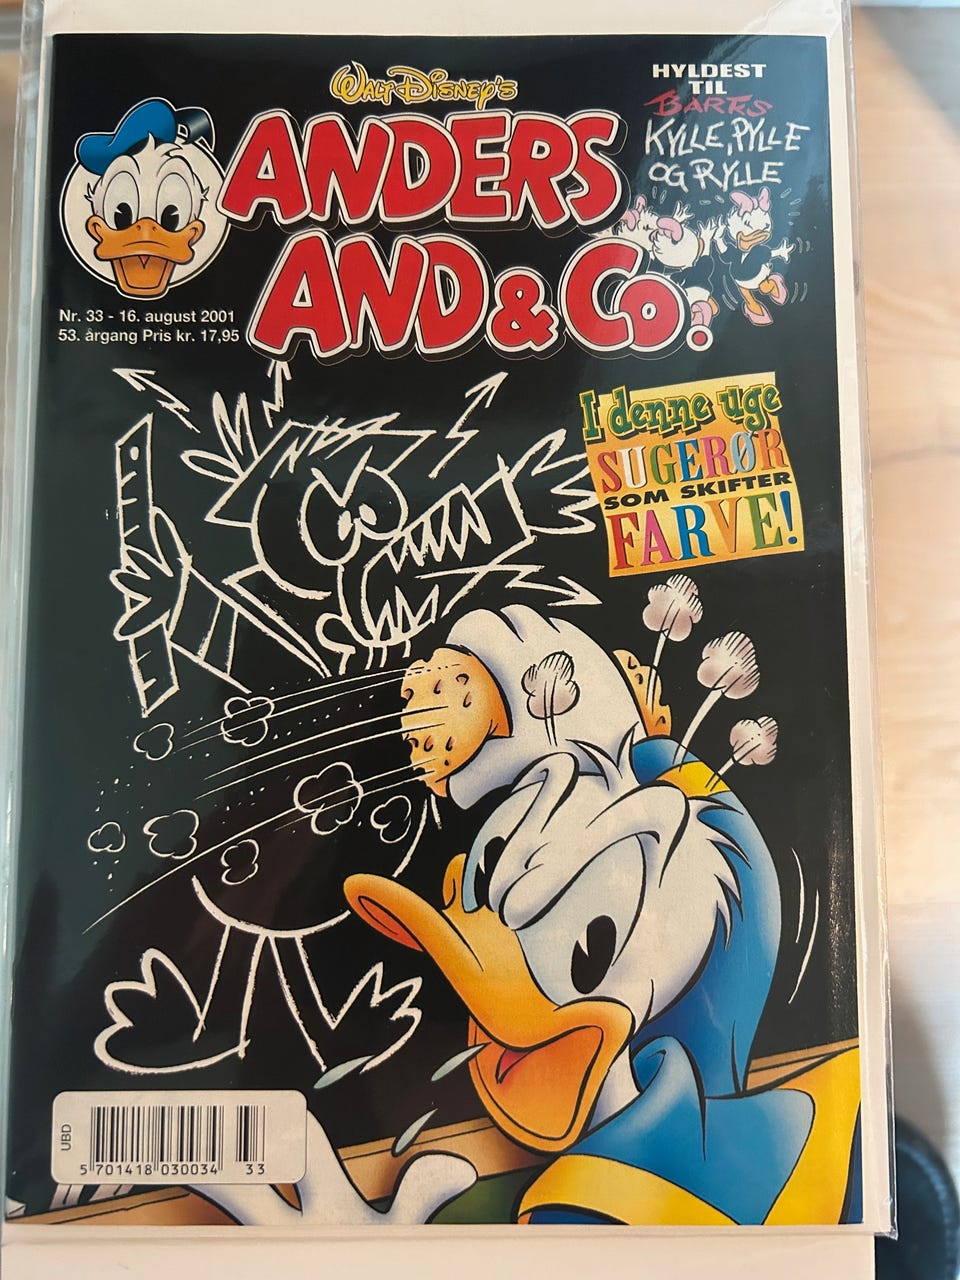 WALT DISNEY'S
ANDERS
AND & Co.
HYLDEST
TIL
BARKS
KYLLE, PYLLE
OG RYLLE
Nr. 33 - 16. august 2001
53. årgang Pris kr. 17,95
I denne uge
SUGERØR
SOM SKIFTER
FARVE!
UBD
5 701418 030034 33